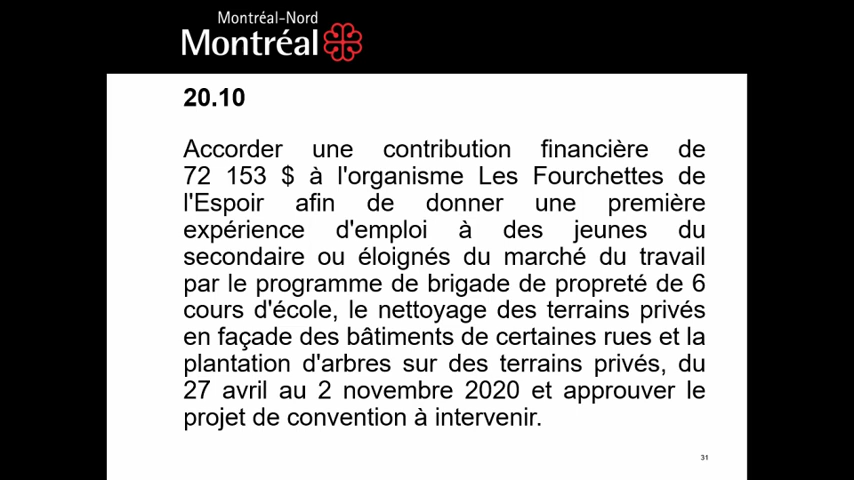 Montréal-Nord
Montréal
20.10
Accorder une contribution financière de
72 153 $ à l'organisme Les Fourchettes de
l'Espoir afin de donner une première
expérience d'emploi à des jeunes du
secondaire ou éloignés du marché du travail
par le programme de brigade de propreté de 6
cours d'école, le nettoyage des terrains privés
en façade des bâtiments de certaines rues et la
plantation d'arbres sur des terrains privés, du
27 avril au 2 novembre 2020 et approuver le
projet de convention à intervenir.
31